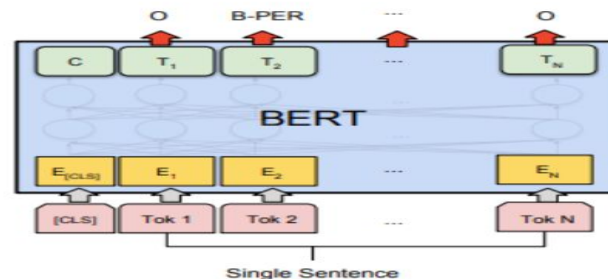 O B-PER --- O
C T1 T2 --- TN
BERT
E[CLS] E1 E2 --- EN
[CLS] Tok 1 Tok 2 --- Tok N
Single Sentence